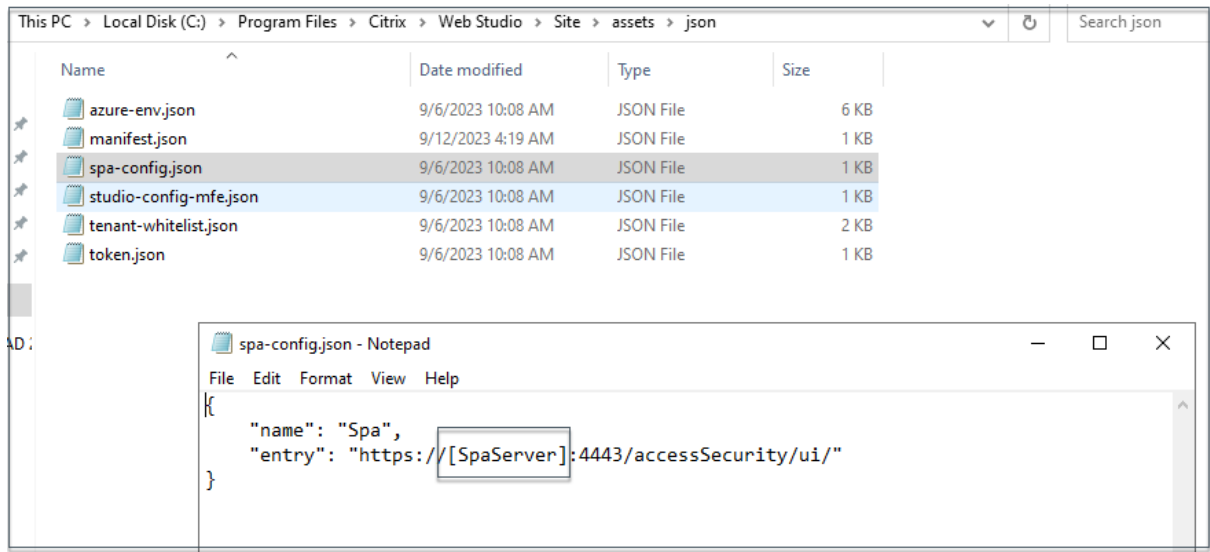 This PC > Local Disk (C:) > Program Files > Citrix > Web Studio > Site > assets > json Search json
Name Date modified Type Size
azure-env.json 9/6/2023 10:08 AM JSON File 6 KB
manifest.json 9/12/2023 4:19 AM JSON File 1 KB
spa-config.json 9/6/2023 10:08 AM JSON File 1 KB
studio-config-mfe.json 9/6/2023 10:08 AM JSON File 1 KB
tenant-whitelist.json 9/6/2023 10:08 AM JSON File 2 KB
token.json 9/6/2023 10:08 AM JSON File 1 KB
AD
spa-config.json - Notepad
File Edit Format View Help
{
"name": "Spa",
"entry": "https://[SpaServer]:4443/accessSecurity/ui/"
}